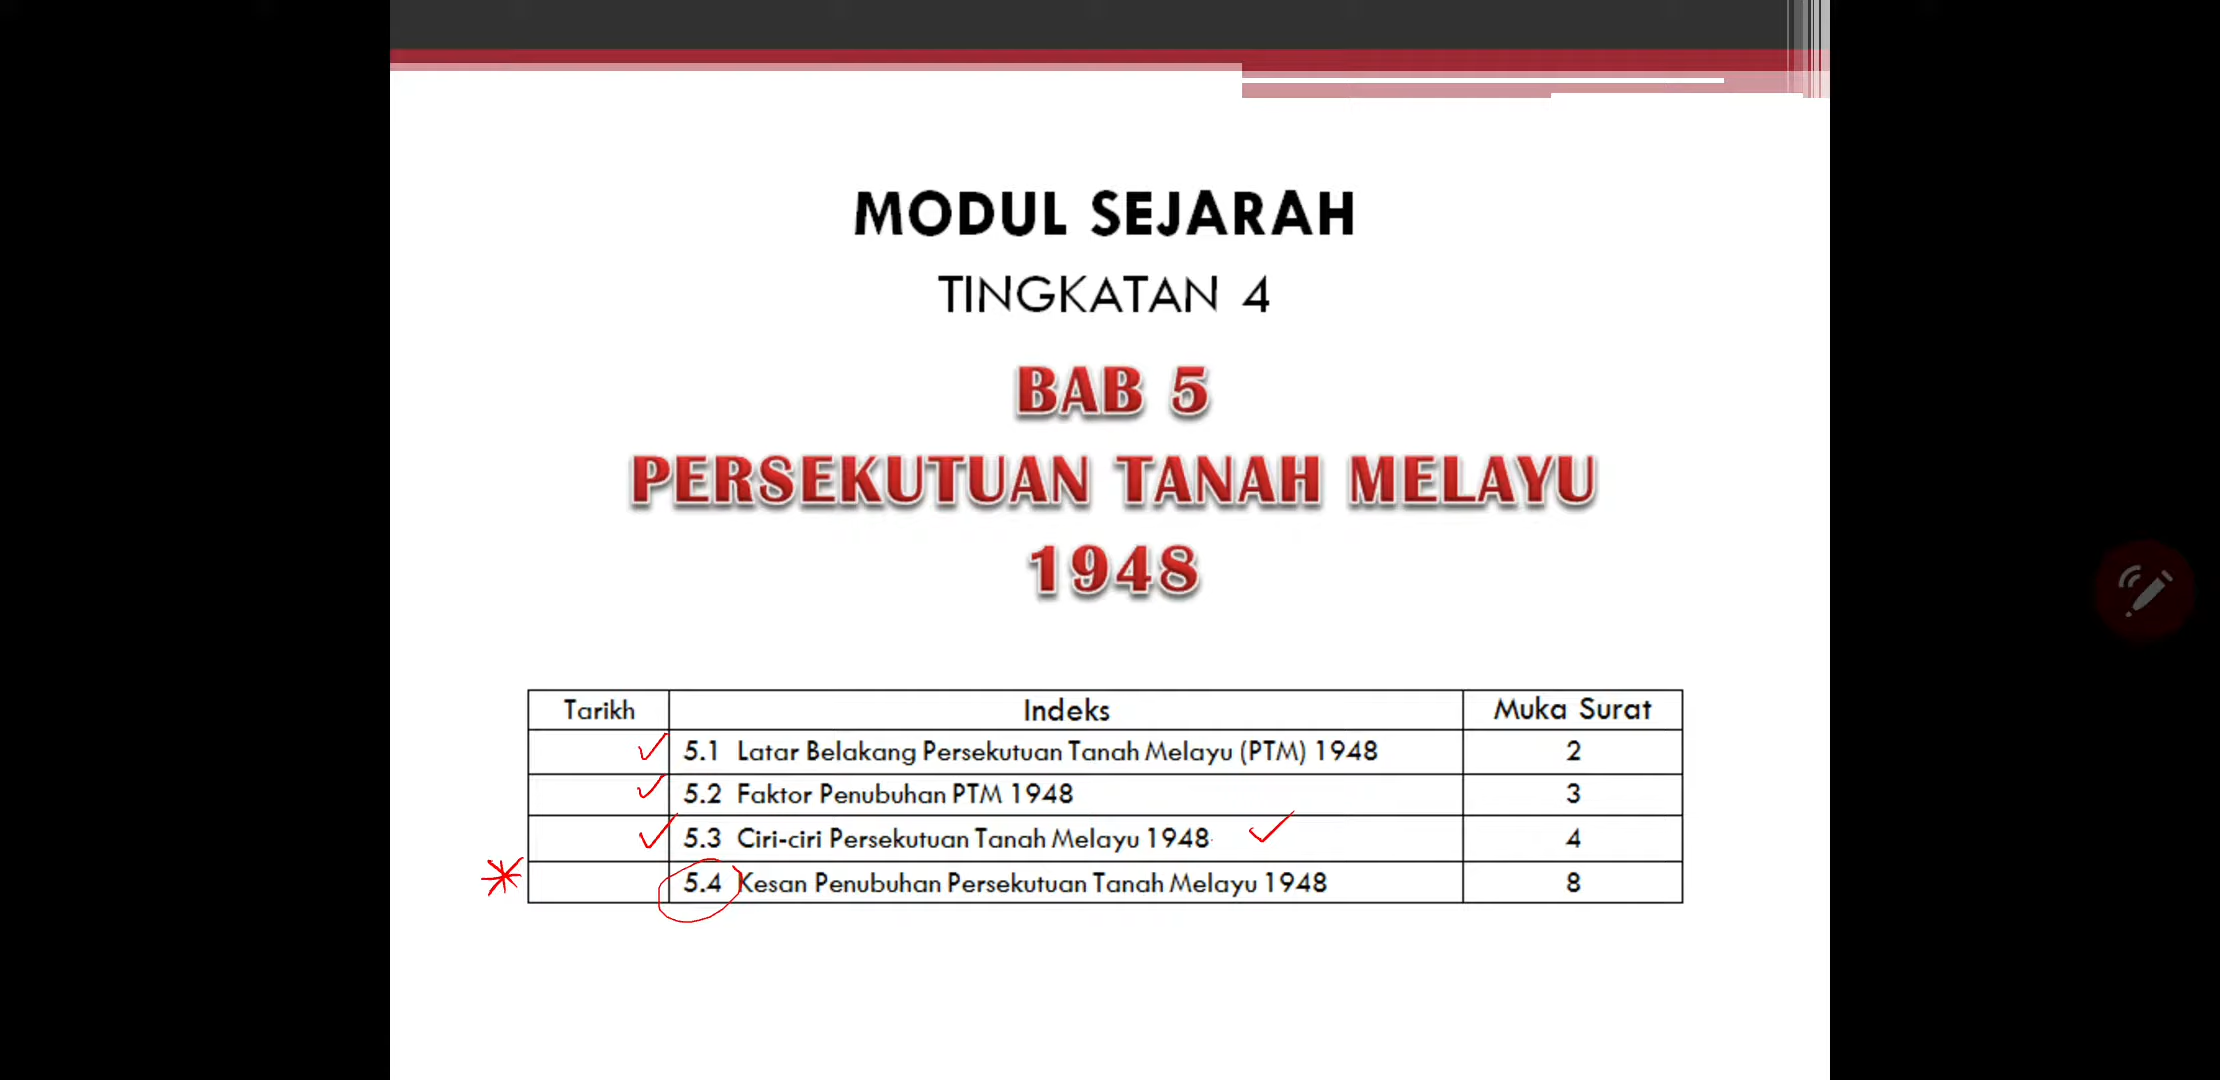 MODUL SEJARAH
TINGKATAN 4
BAB 5
PERSEKUTUAN TANAH MELAYU
1948
Tarikh Indeks Muka Surat
5.1 Latar Belakang Persekutuan Tanah Melayu (PTM) 1948 2
5.2 Faktor Penubuhan PTM 1948 3
5.3 Ciri-ciri Persekutuan Tanah Melayu 1948 4
5.4 Kesan Penubuhan Persekutuan Tanah Melayu 1948 8